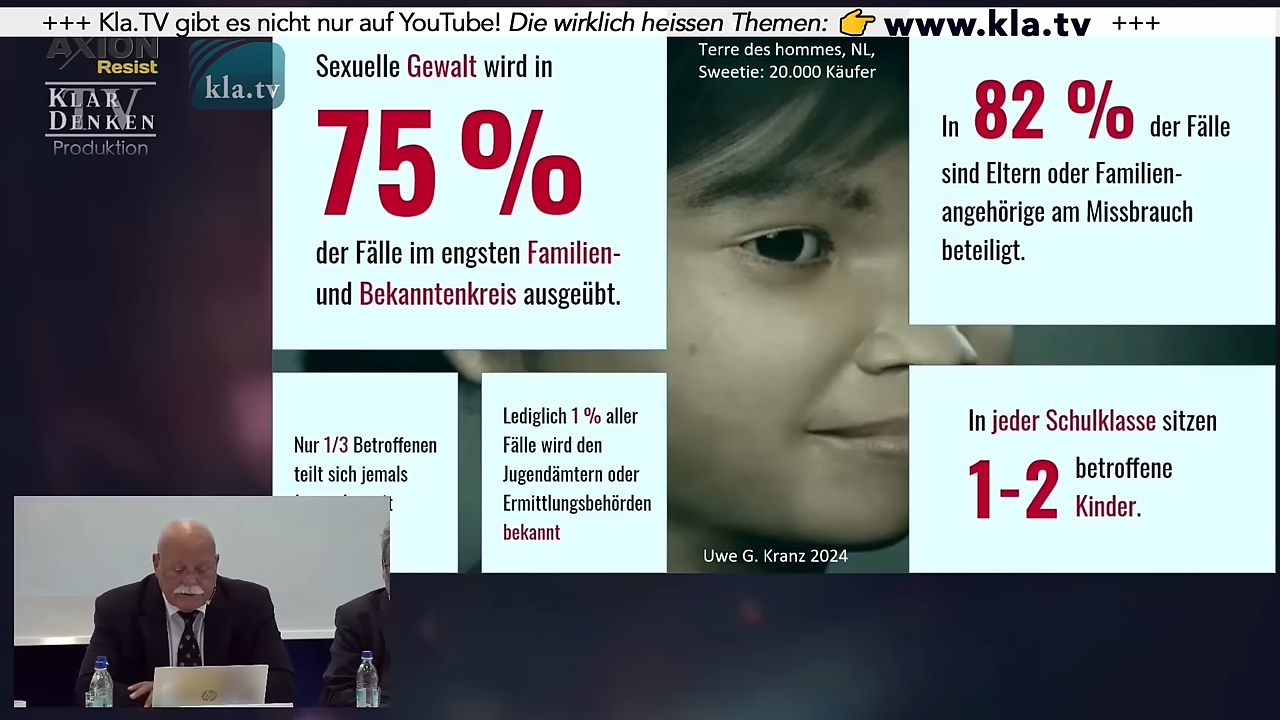 +++ Kla.TV gibt es nicht nur auf YouTube! Die wirklich heissen Themen: 👉 www.kla.tv +++
AXION
Resist
kla.tv
TV
KLAR
DENKEN
Produktion
Sexuelle Gewalt wird in
75 %
der Fälle im engsten Familien-
und Bekanntenkreis ausgeübt.
Terre des hommes, NL,
Sweetie: 20.000 Käufer
In 82 % der Fälle
sind Eltern oder Familien-
angehörige am Missbrauch
beteiligt.
Nur 1/3 Betroffenen
teilt sich jemals
Lediglich 1 % aller
Fälle wird den
Jugendämtern oder
Ermittlungsbehörden
bekannt
In jeder Schulklasse sitzen
1-2 betroffene
Kinder.
Uwe G. Kranz 2024
hp